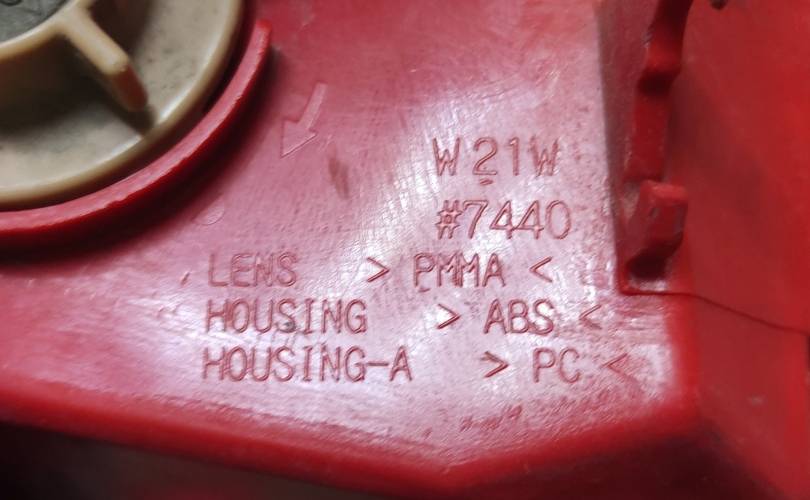 W21W
#7440
LENS > PMMA <
HOUSING > ABS <
HOUSING-A > PC <